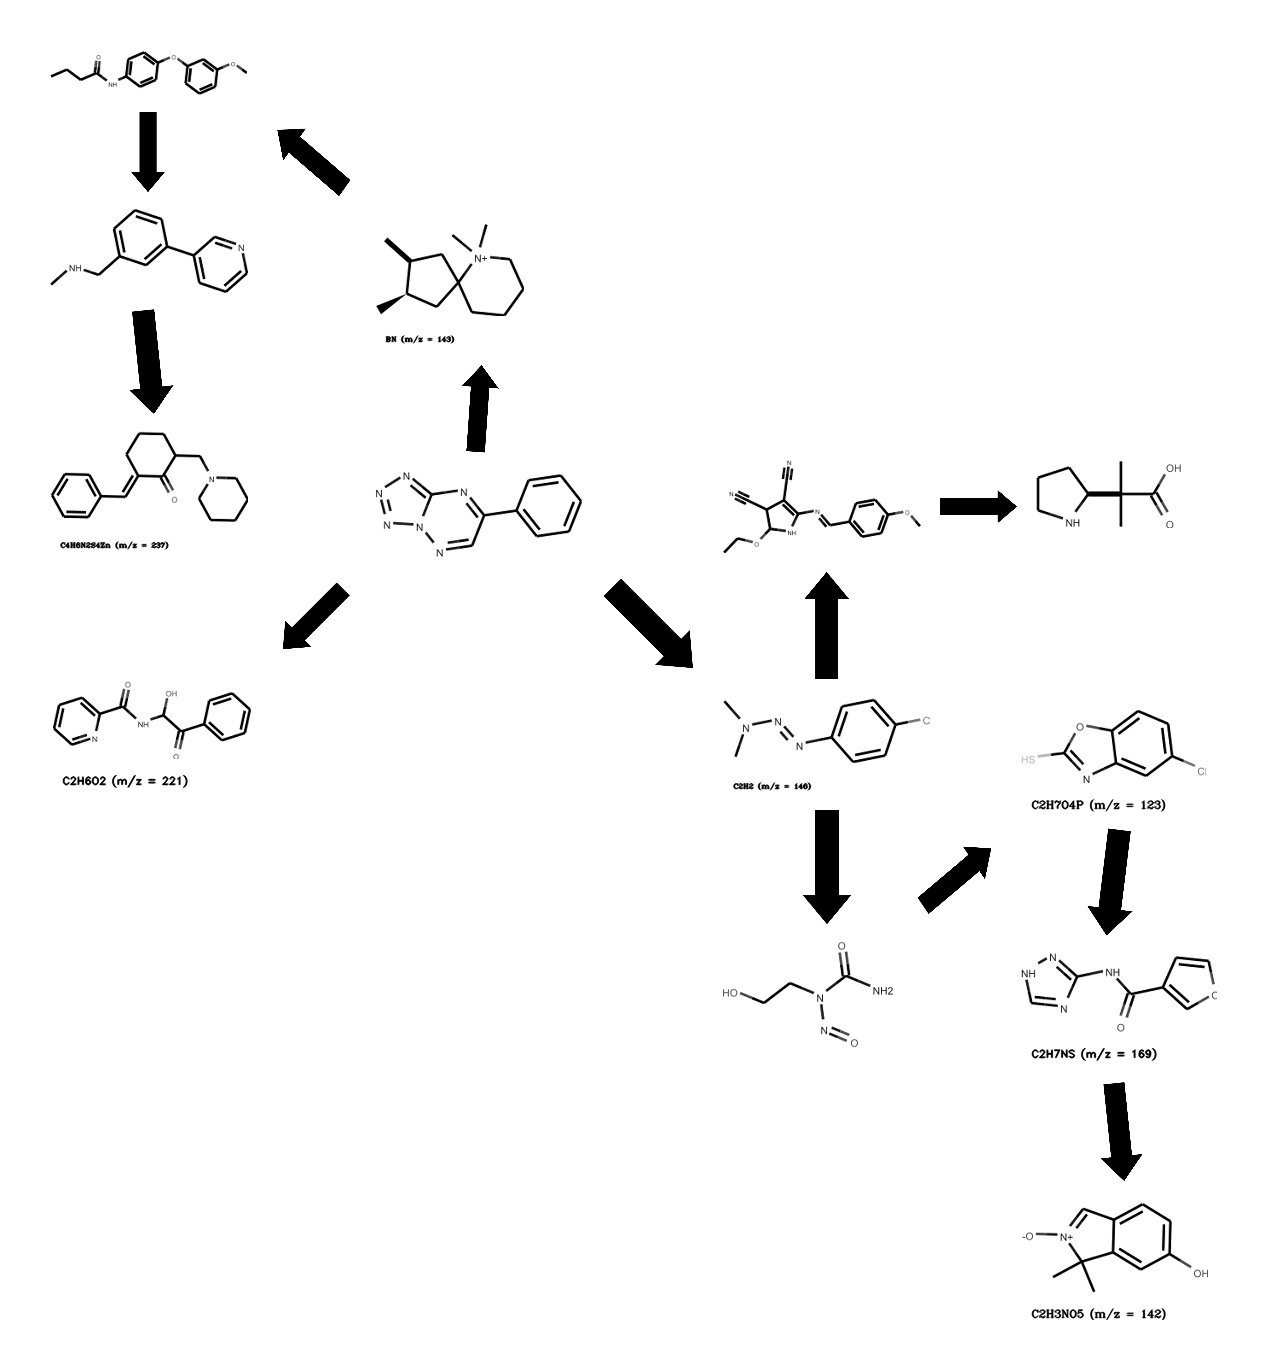 O
NH
O
O
N
NH
N+
BN (m/z = 143)
N
O
C4H6N2S4Zn (m/z = 237)
N
N
N
N
N
N
N
N
NH
O
N
O
OH
NH
O
O
OH
NH
N
O
C2H6O2 (m/z = 221)
N
N
N
C
C2H2 (m/z = 146)
O
HS
N
Cl
C2H7O4P (m/z = 123)
O
HO
N
NH2
N
O
N
NH
N
NH
O
O
C2H7NS (m/z = 169)
-O
N+
OH
C2H3NO5 (m/z = 142)